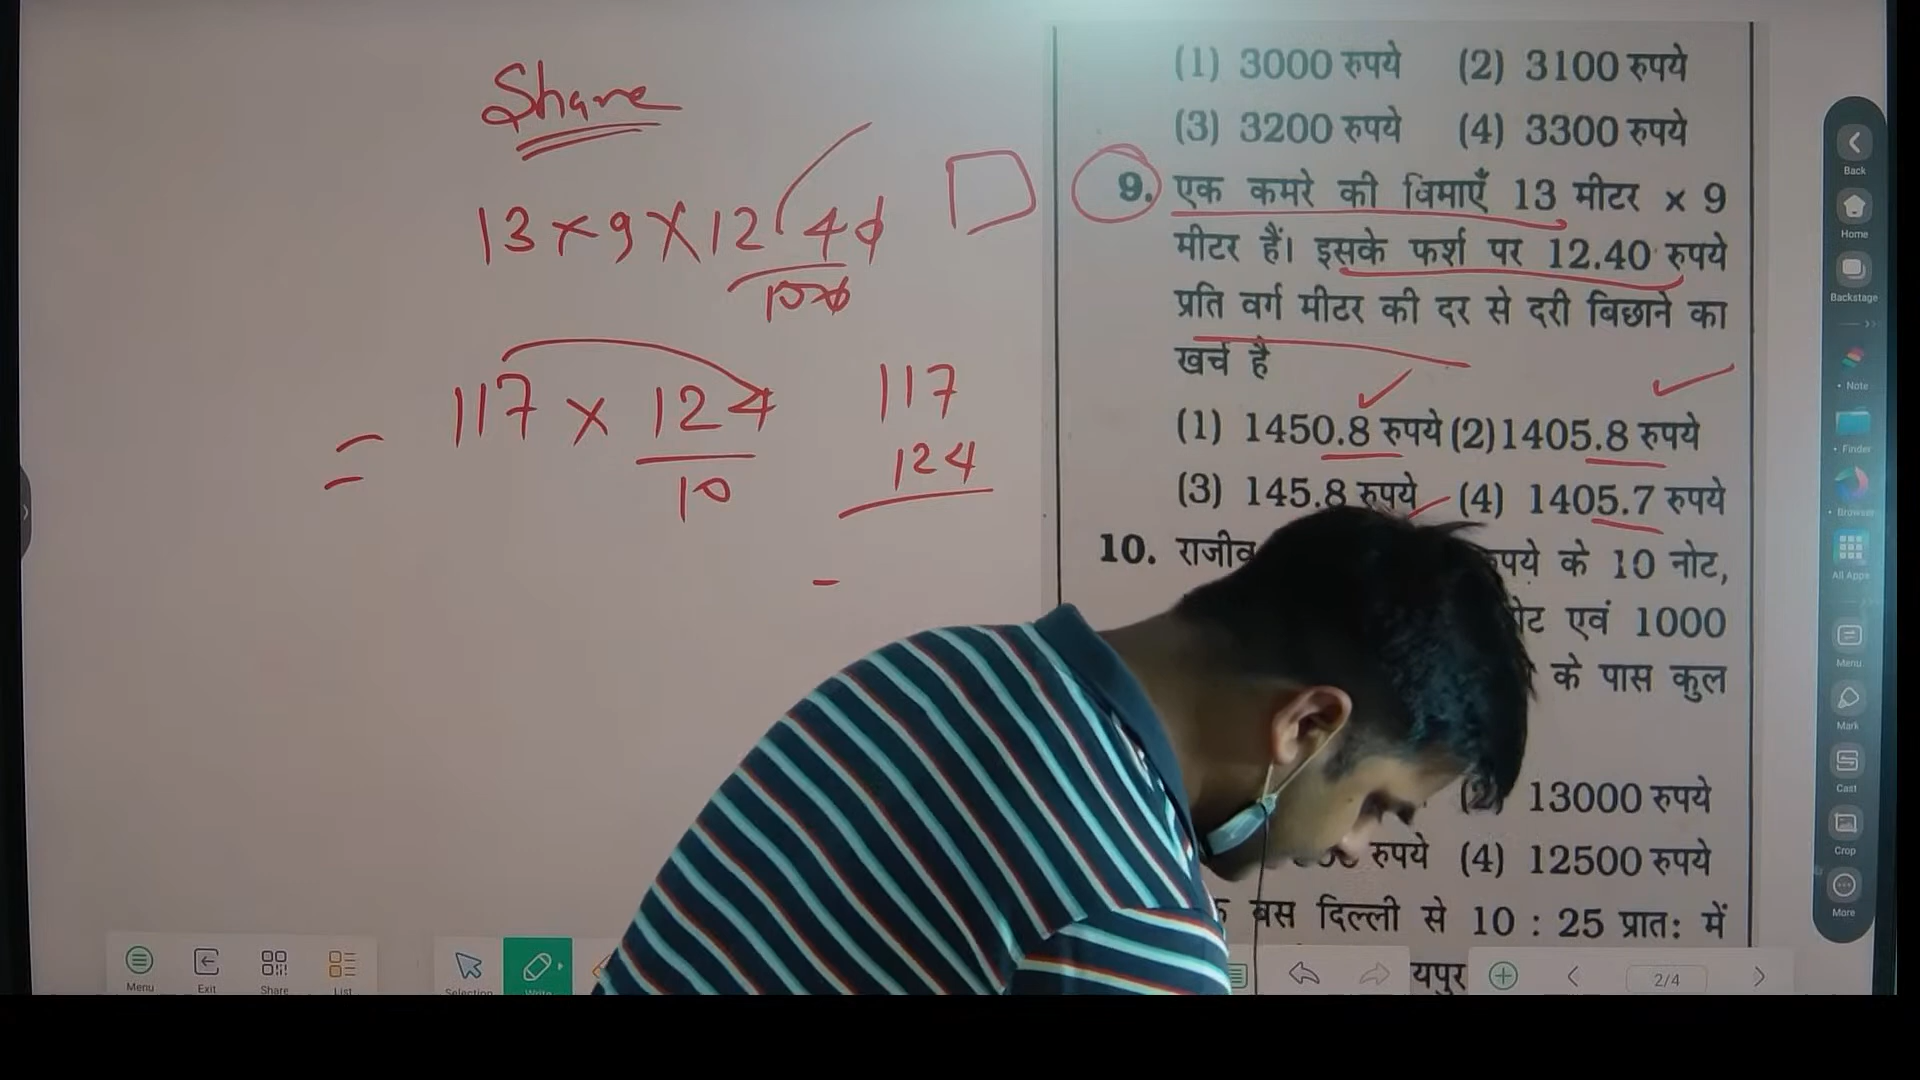 Share
13×9×12.40
100
= 117 × 124
10
117
124
(1) 3000 रुपये (2) 3100 रुपये
(3) 3200 रुपये (4) 3300 रुपये
9. एक कमरे की विमाएँ 13 मीटर × 9
मीटर हैं। इसके फर्श पर 12.40 रुपये
प्रति वर्ग मीटर की दर से दरी बिछाने का
खर्च है
(1) 1450.8 रुपये (2) 1405.8 रुपये
(3) 145.8 रुपये (4) 1405.7 रुपये
10. राजीव के 10 नोट,
एवं 1000
के पास कुल
(2) 13000 रुपये
रुपये (4) 12500 रुपये
बस दिल्ली से 10 : 25 प्रात: में
Back
Home
Backstage
Note
Finder
Browser
All Apps
Menu
Mark
Cast
Crop
More
Menu Exit Share List Selection Write 2/4